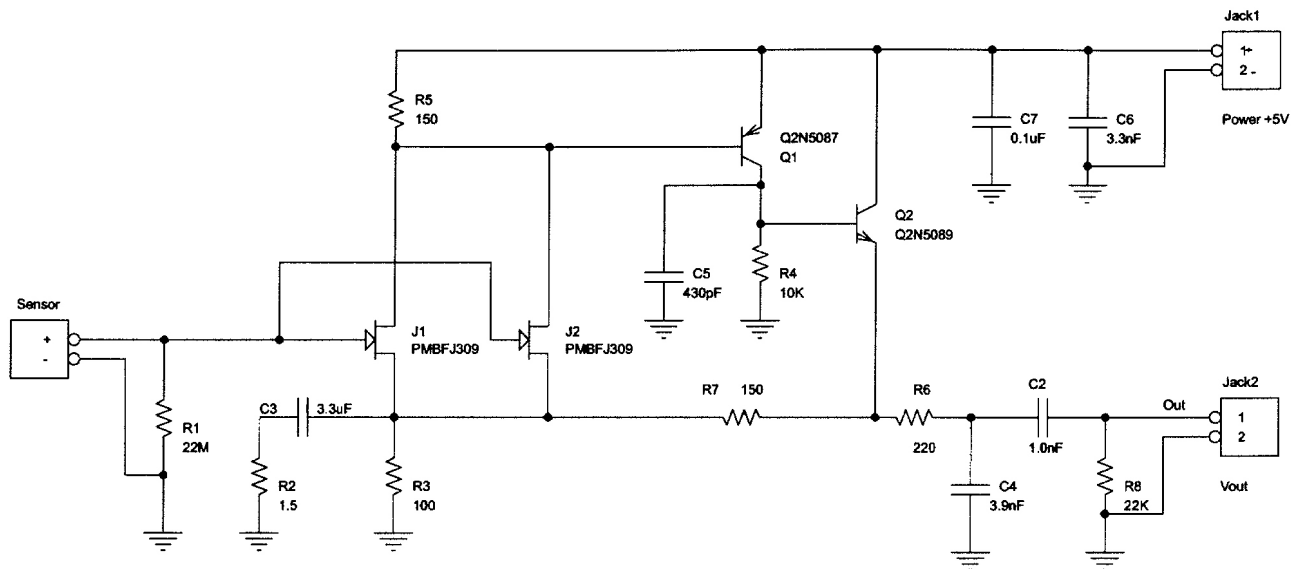 Jack1
1+
2 -
Power +5V
R5
150
Q2N5087
Q1
C7
0.1uF
C6
3.3nF
Q2
Q2N5089
C5
430pF
R4
10K
Sensor
+
-
J1
PMBFJ309
J2
PMBFJ309
R7 150
R6
220
C3 3.3uF
C2
1.0nF
Out
Jack2
1
2
Vout
R1
22M
R2
1.5
R3
100
C4
3.9nF
R8
22K